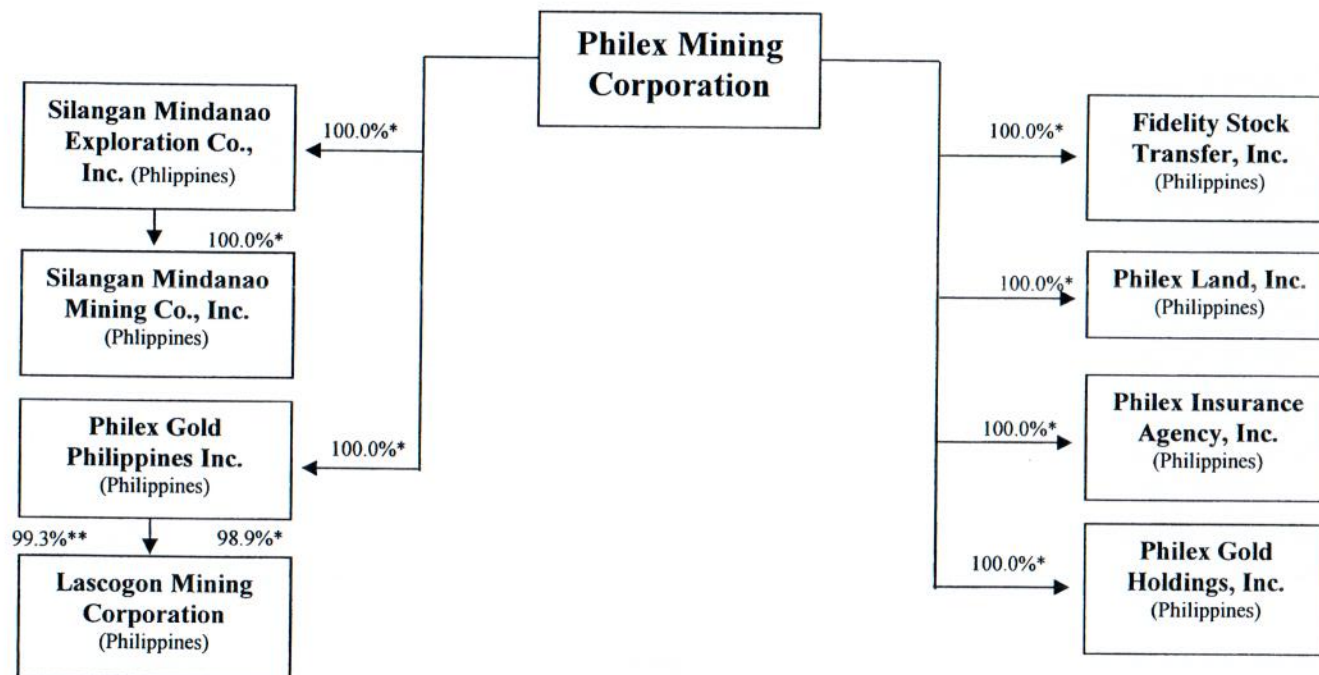 Philex Mining
Corporation
Silangan Mindanao
Exploration Co.,
Inc. (Phlippines)
100.0%*
100.0%*
Silangan Mindanao
Mining Co., Inc.
(Phlippines)
Philex Gold
Philippines Inc.
(Philippines)
100.0%*
99.3%** 98.9%*
Lascogon Mining
Corporation
(Philippines)
100.0%*
Fidelity Stock
Transfer, Inc.
(Philippines)
100.0%*
Philex Land, Inc.
(Philippines)
100.0%*
Philex Insurance
Agency, Inc.
(Philippines)
100.0%*
Philex Gold
Holdings, Inc.
(Philippines)